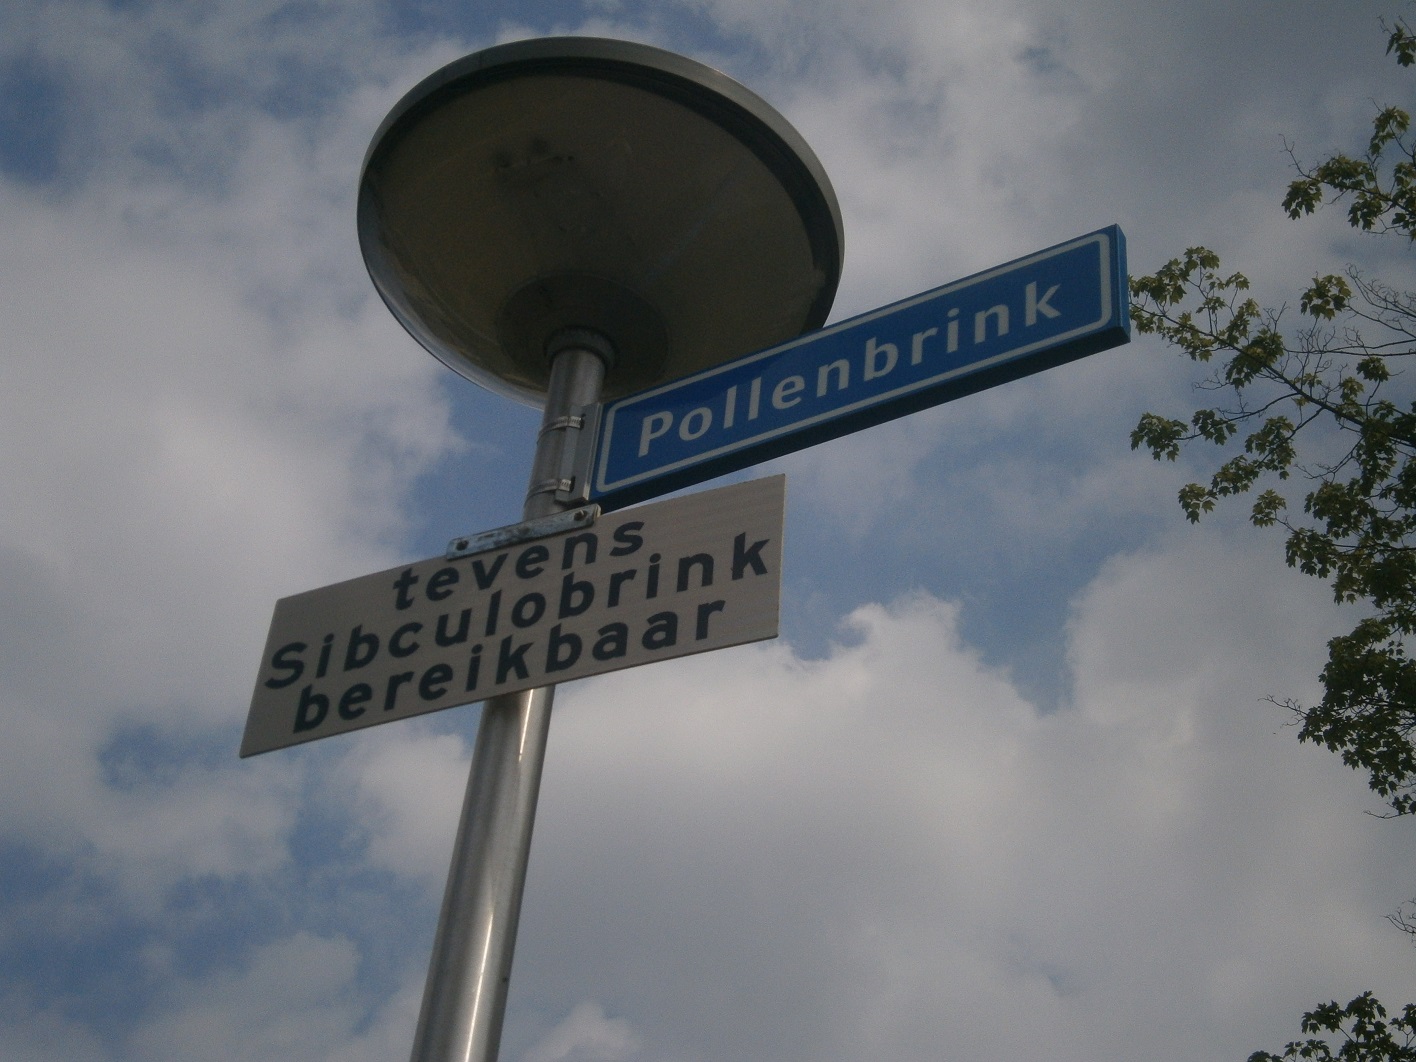 Pollenbrink
tevens
Sibculobrink
bereikbaar